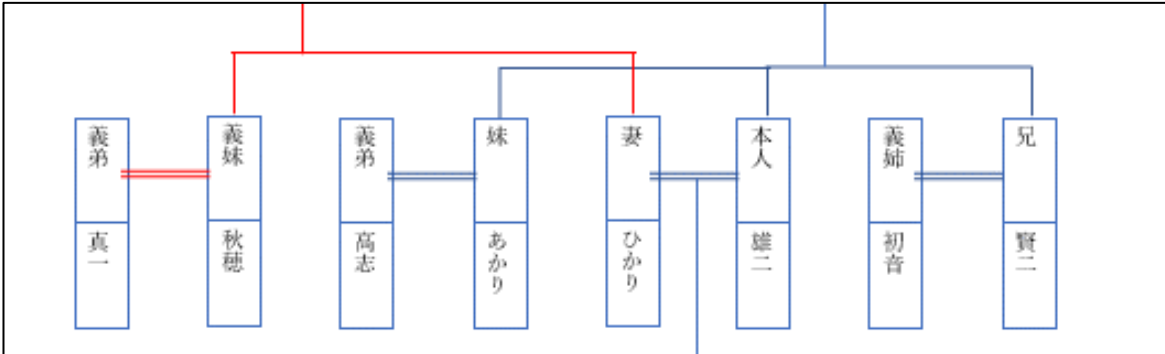 兄
賢二
義姉
初音
本人
雄二
妻
ひかり
妹
あかり
義弟
高志
義妹
秋穂
義弟
真一